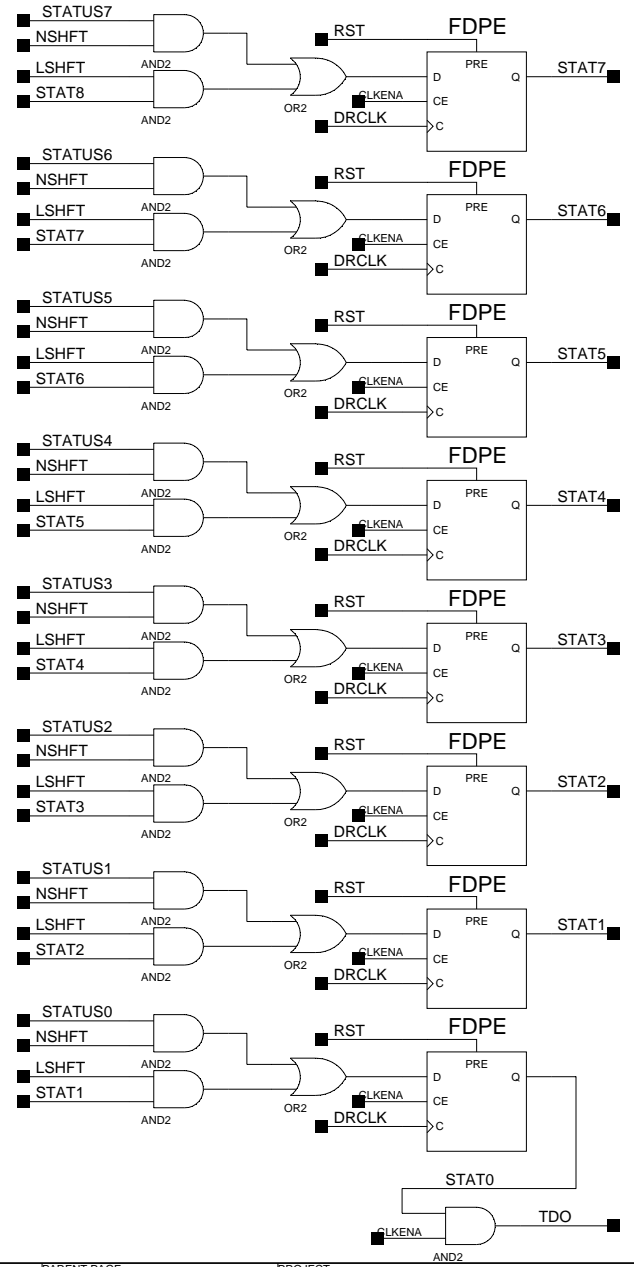 STATUS7
NSHFT
AND2
LSHFT
STAT8
AND2
OR2
RST
FDPE
PRE
D
Q
STAT7
CLKENA
CE
DRCLK
C
STATUS6
NSHFT
AND2
LSHFT
STAT7
AND2
OR2
RST
FDPE
PRE
D
Q
STAT6
CLKENA
CE
DRCLK
C
STATUS5
NSHFT
AND2
LSHFT
STAT6
AND2
OR2
RST
FDPE
PRE
D
Q
STAT5
CLKENA
CE
DRCLK
C
STATUS4
NSHFT
AND2
LSHFT
STAT5
AND2
OR2
RST
FDPE
PRE
D
Q
STAT4
CLKENA
CE
DRCLK
C
STATUS3
NSHFT
AND2
LSHFT
STAT4
AND2
OR2
RST
FDPE
PRE
D
Q
STAT3
CLKENA
CE
DRCLK
C
STATUS2
NSHFT
AND2
LSHFT
STAT3
AND2
OR2
RST
FDPE
PRE
D
Q
STAT2
CLKENA
CE
DRCLK
C
STATUS1
NSHFT
AND2
LSHFT
STAT2
AND2
OR2
RST
FDPE
PRE
D
Q
STAT1
CLKENA
CE
DRCLK
C
STATUS0
NSHFT
AND2
LSHFT
STAT1
AND2
OR2
RST
FDPE
PRE
D
Q
CLKENA
CE
DRCLK
C
STAT0
TDO
CLKENA
AND2
PARENT PAGE
PROJECT